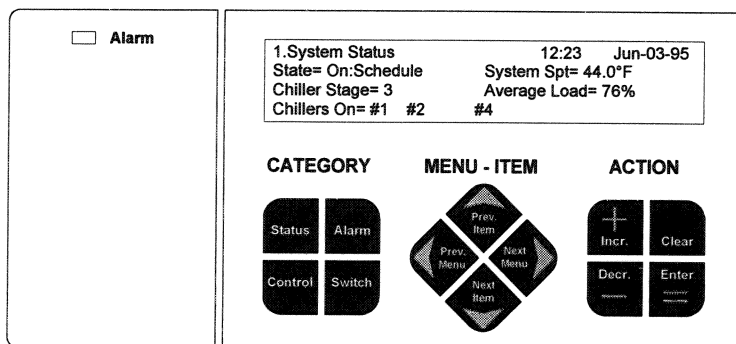 Alarm
1.System Status 12:23 Jun-03-95
State= On:Schedule System Spt= 44.0°F
Chiller Stage= 3 Average Load= 76%
Chillers On= #1 #2 #4
CATEGORY MENU - ITEM ACTION
Status Alarm
Control Switch
Prev. Item
Prev. Menu
Next Menu
Next Item
+ Incr. Clear
Decr. — Enter =